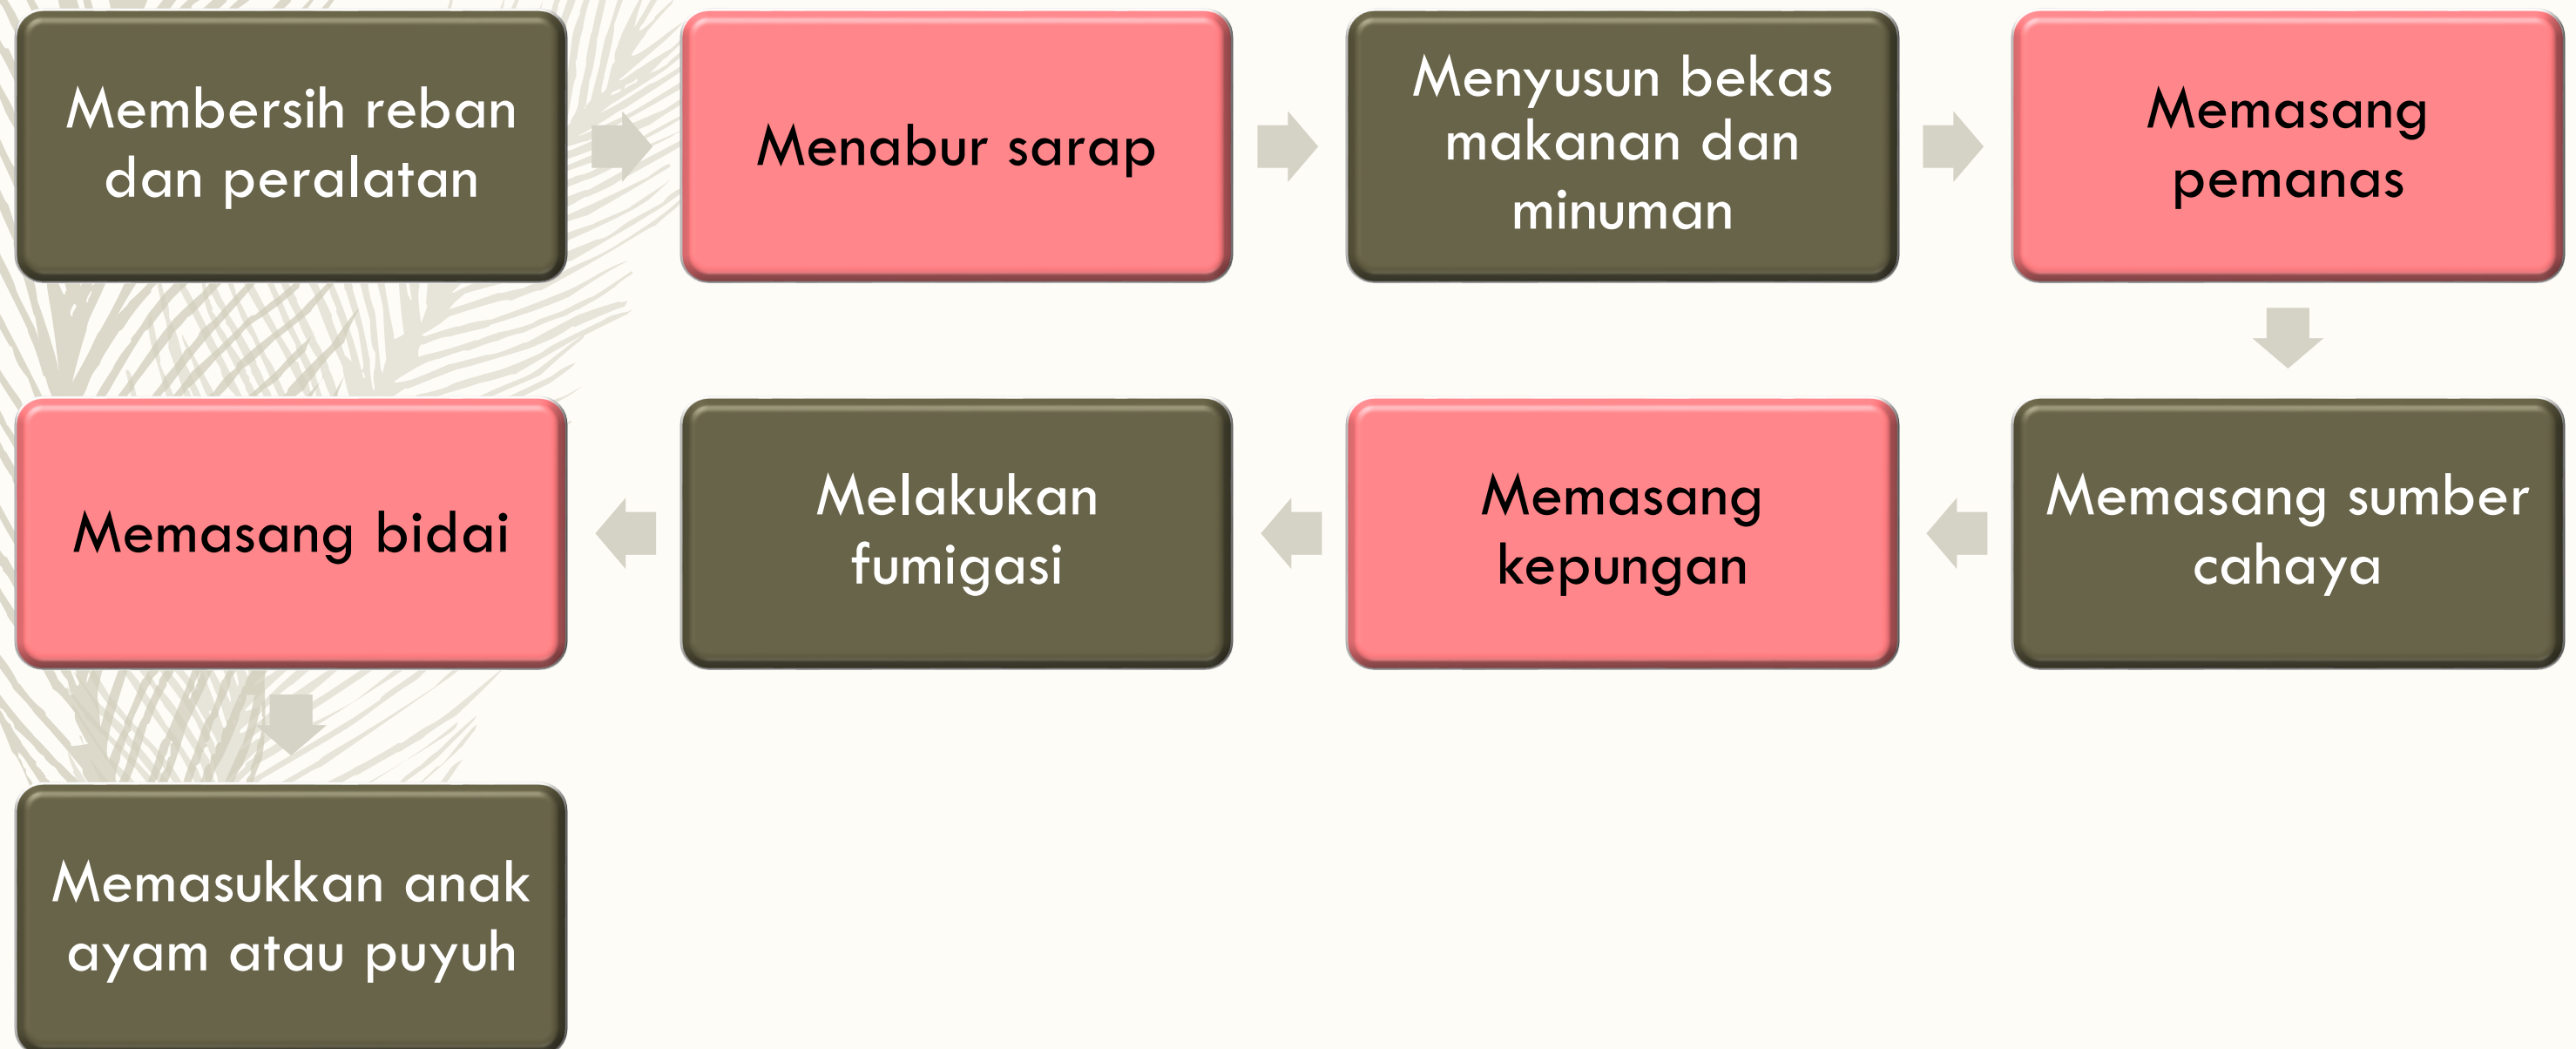 Membersih reban
dan peralatan
Menabur sarap
Menyusun bekas
makanan dan
minuman
Memasang
pemanas
Memasang sumber
cahaya
Memasang
kepungan
Melakukan
fumigasi
Memasang bidai
Memasukkan anak
ayam atau puyuh